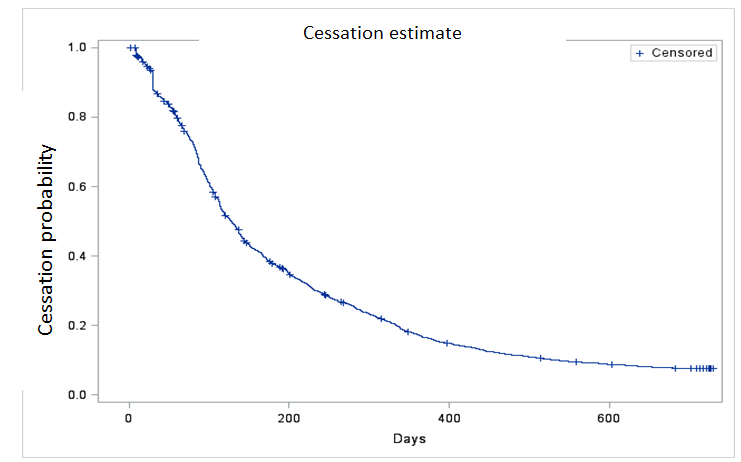 Cessation estimate
+ Censored
Cessation probability
1.0
0.8
0.6
0.4
0.2
0.0
0 200 400 600
Days